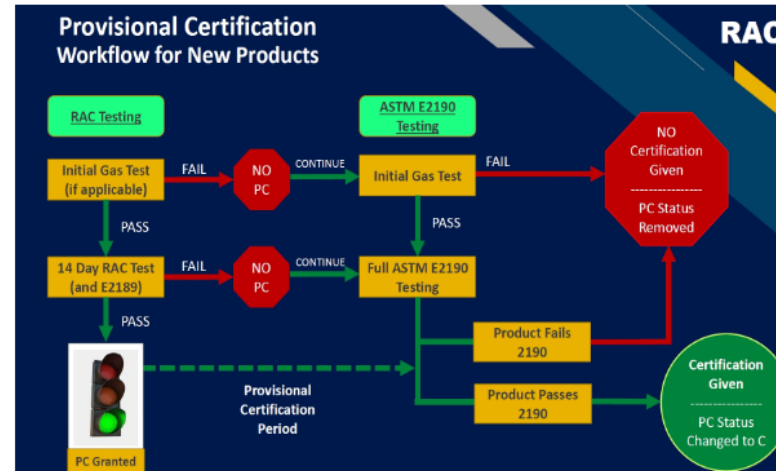 Provisional Certification
Workflow for New Products
RAC
RAC Testing
ASTM E2190
Testing
Initial Gas Test
(if applicable)
FAIL
NO
PC
CONTINUE
Initial Gas Test
FAIL
NO
Certification
Given
-----------------
PC Status
Removed
PASS
PASS
14 Day RAC Test
(and E2189)
FAIL
NO
PC
CONTINUE
Full ASTM E2190
Testing
PASS
Product Fails
2190
Provisional
Certification
Period
Product Passes
2190
Certification
Given
-----------------
PC Status
Changed to C
PC Granted